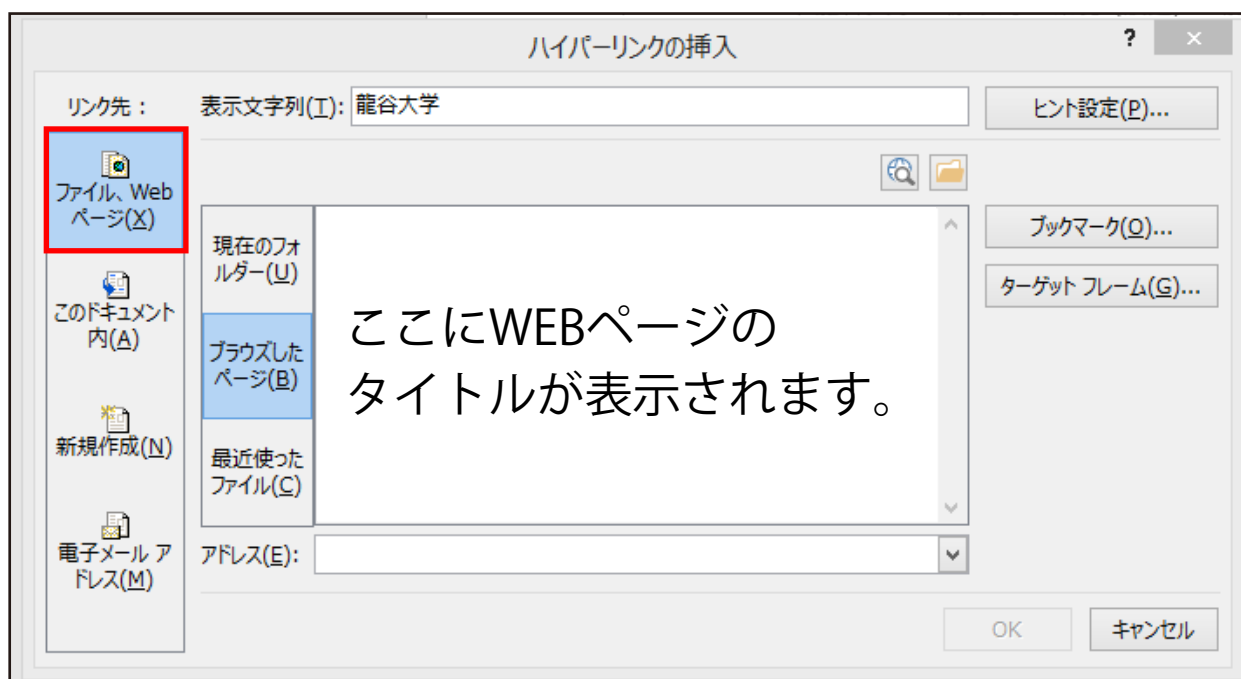 ハイパーリンクの挿入
?
×
リンク先：
表示文字列(T):
龍谷大学
ヒント設定(P)...
ファイル、Web
ページ(X)
現在のフォ
ルダー(U)
ブックマーク(O)...
ターゲット フレーム(G)...
このドキュメント
内(A)
ブラウズした
ページ(B)
ここにWEBページの
タイトルが表示されます。
新規作成(N)
最近使った
ファイル(C)
電子メール ア
ドレス(M)
アドレス(E):
OK
キャンセル